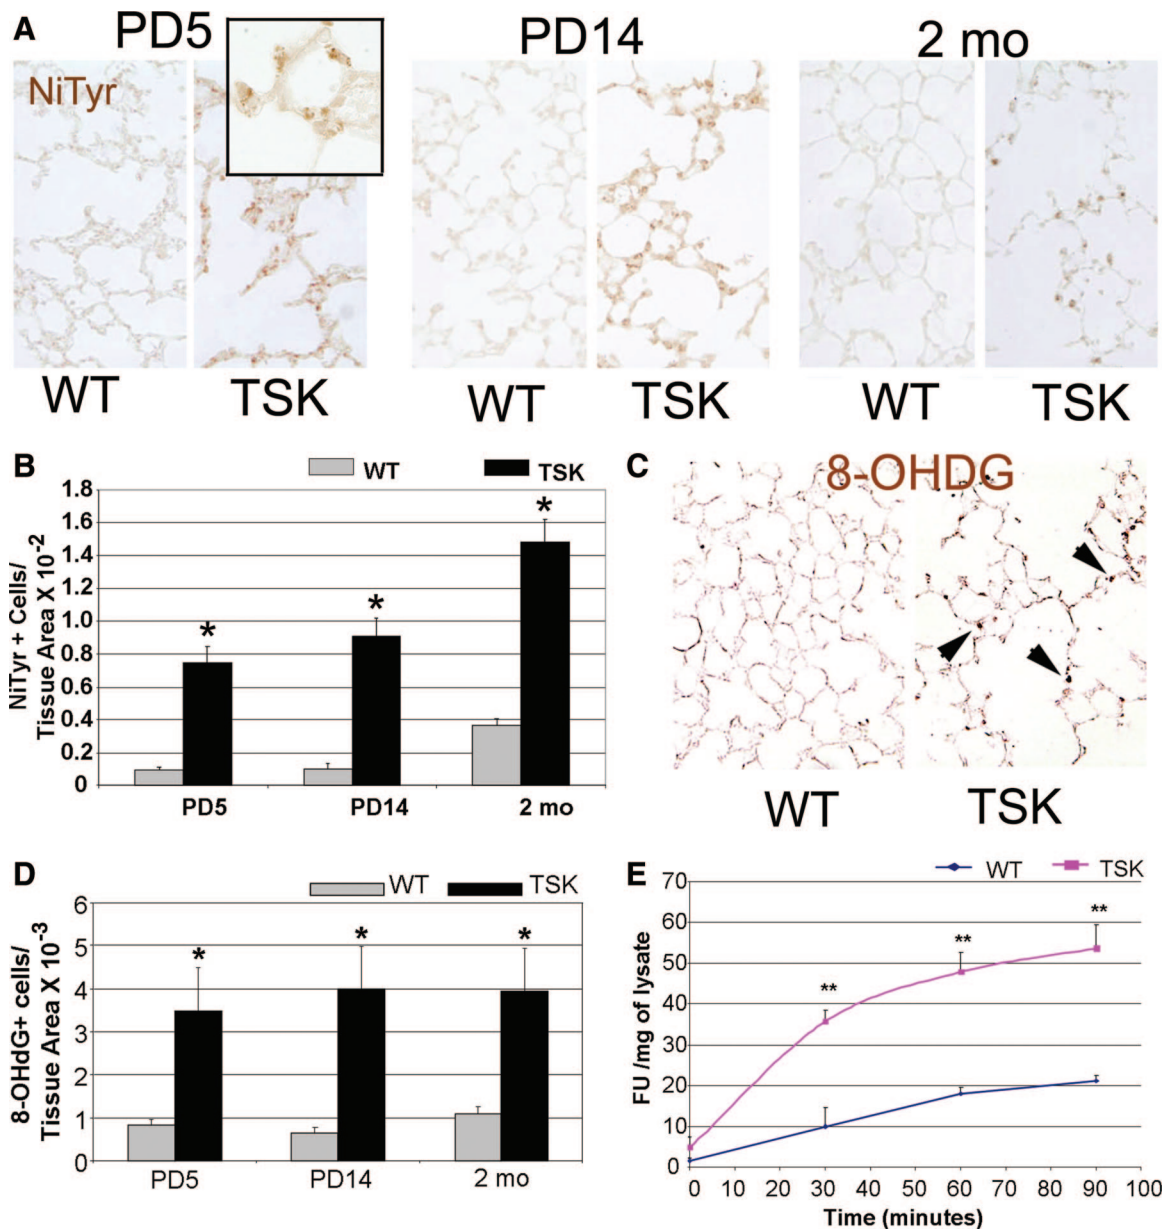 A
PD5
PD14
2 mo
NiTyr
WT
TSK
WT
TSK
WT
TSK
B
WT
TSK
NiTyr + Cells/
Tissue Area X 10-2
1.8
1.6
1.4
1.2
1.0
0.8
0.6
0.4
0.2
0
*
*
*
PD5
PD14
2 mo
C
8-OHDG
WT
TSK
D
WT
TSK
8-OHdG+ cells/
Tissue Area X 10-3
6
5
4
3
2
1
0
*
*
*
PD5
PD14
2 mo
E
WT
TSK
FU /mg of lysate
70
60
50
40
30
20
10
0
**
**
**
0 10 20 30 40 50 60 70 80 90 100
Time (minutes)